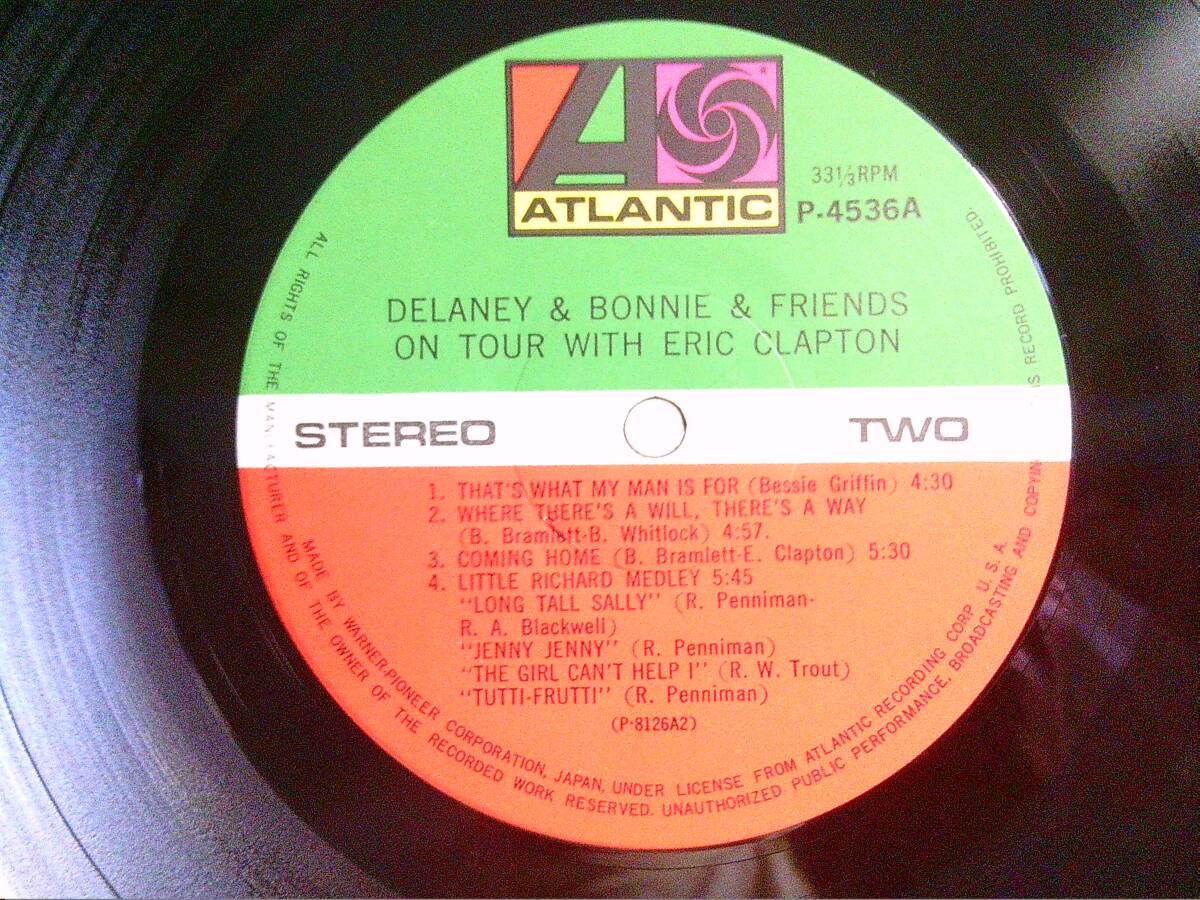 ATLANTIC
33⅓RPM
P-4536A
DELANEY & BONNIE & FRIENDS
ON TOUR WITH ERIC CLAPTON
STEREO
TWO
1. THAT'S WHAT MY MAN IS FOR (Bessie Griffin) 4:30
2. WHERE THERE'S A WILL, THERE'S A WAY
(B. Bramlett-B. Whitlock) 4:57.
3. COMING HOME (B. Bramlett-E. Clapton) 5:30
4. LITTLE RICHARD MEDLEY 5:45
"LONG TALL SALLY" (R. Penniman-
R. A. Blackwell)
"JENNY JENNY" (R. Penniman)
"THE GIRL CAN'T HELP I" (R. W. Trout)
"TUTTI-FRUTTI" (R. Penniman)
(P-8126A2)
MADE BY WARNER-PIONEER CORPORATION, JAPAN, UNDER LICENSE FROM ATLANTIC RECORDING CORP U. S. A.
ALL RIGHTS OF THE MANUFACTURER AND OF THE OWNER OF THE RECORDED WORK RESERVED. UNAUTHORIZED PUBLIC PERFORMANCE, BROADCASTING AND COPYIN IS RECORD PROHIBITED.